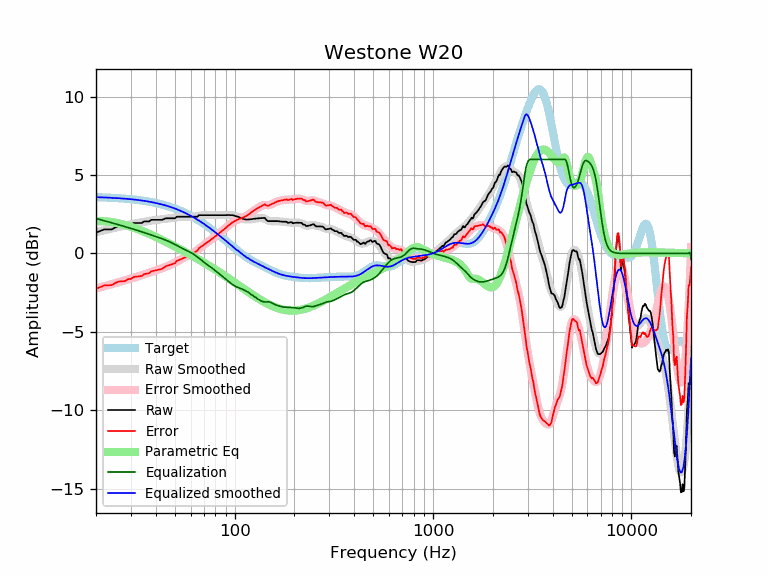 Westone W20
10
5
0
−5
−10
−15
Amplitude (dBr)
Target
Raw Smoothed
Error Smoothed
Raw
Error
Parametric Eq
Equalization
Equalized smoothed
100
1000
10000
Frequency (Hz)